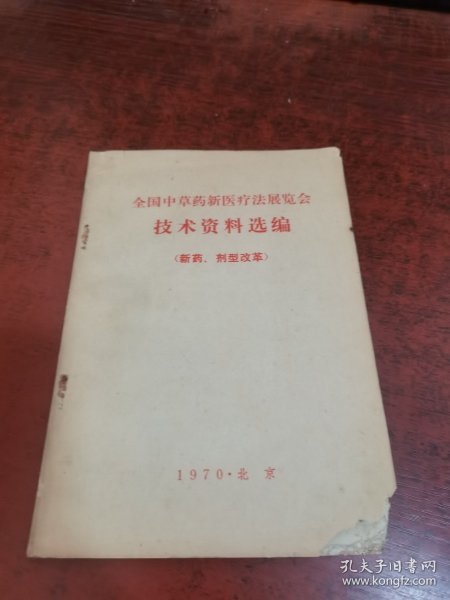 全国中草药新医疗法展览会
技术资料选编
（新药、剂型改革）
1970·北京
孔夫子旧书网
www.kongfz.com